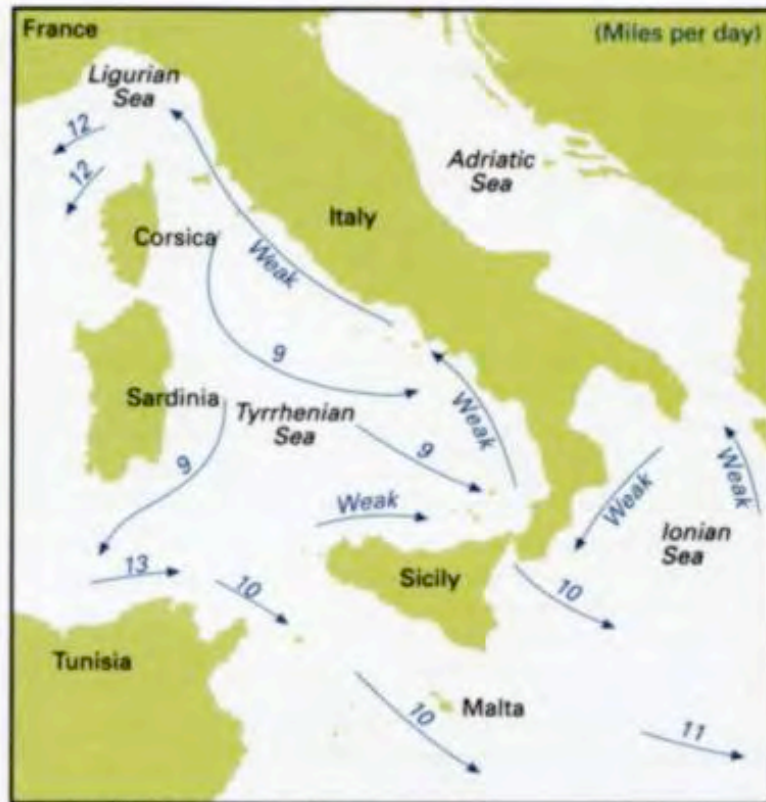 France
(Miles per day)
Ligurian
Sea
12
12
Adriatic
Sea
Italy
Corsica
Weak
9
Sardinia
Tyrrhenian
Sea
Weak
9
9
Weak
Weak
Weak
Ionian
Sea
13
10
Sicily
10
Tunisia
10
Malta
11